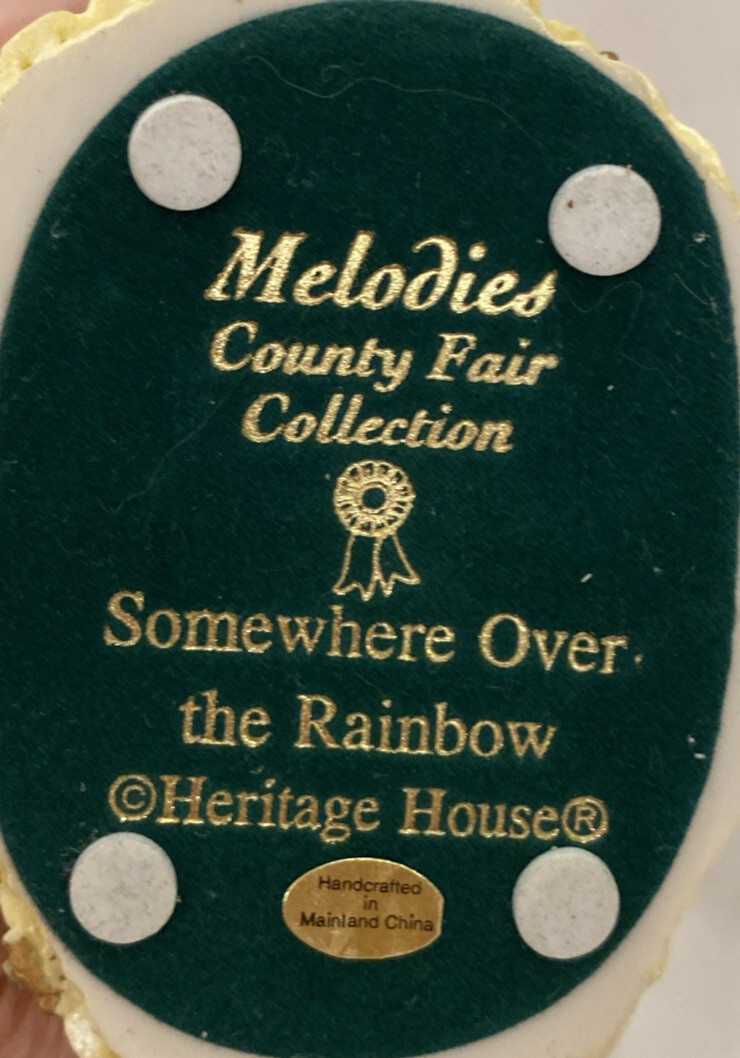 Melodies
County Fair
Collection
Somewhere Over
the Rainbow
©Heritage House®
Handcrafted
in
Mainland China